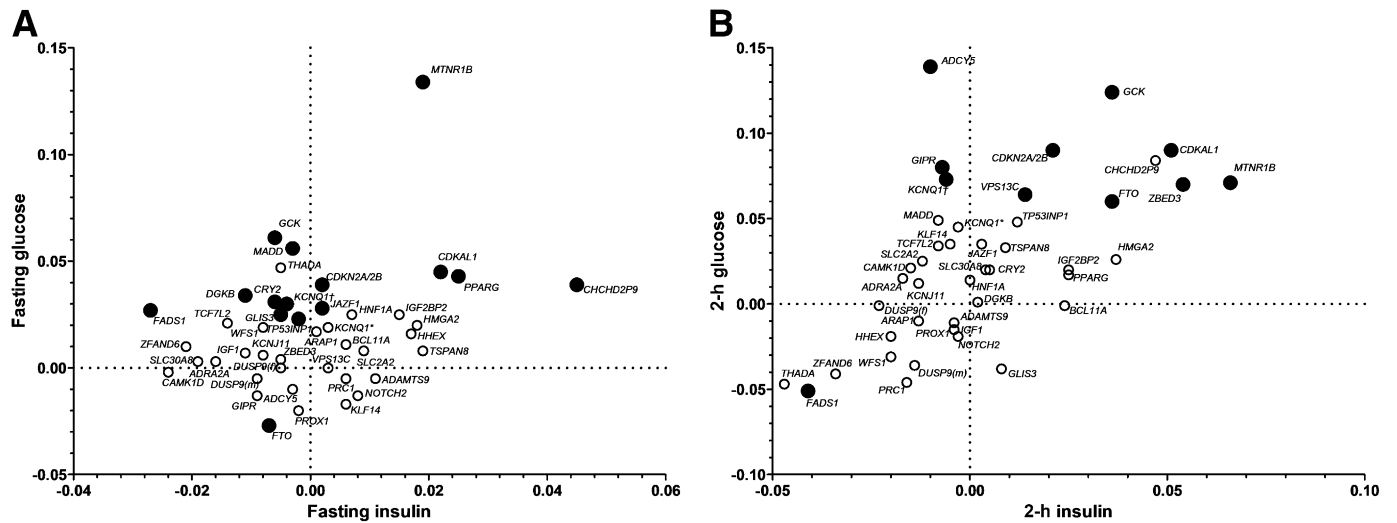 A
B
0.15
0.10
0.05
0.00
-0.05
Fasting glucose
-0.04
-0.02
0.00
0.02
0.04
0.06
Fasting insulin
MTNR1B
GCK
MADD
THADA
CDKAL1
PPARG
CHCHD2P9
CDKN2A/2B
DGKB
CRY2
KCNQ1†
JAZF1
HNF1A
IGF2BP2
HMGA2
FADS1
TCF7L2
GLIS3
WFS1
TP53INP1
KCNQ1*
HHEX
ZFAND6
IGF1
KCNJ11
ZBED3
ARAP1
BCL11A
TSPAN8
SLC30A8
ADRA2A
DUSP9(f)
VPS13C
SLC2A2
CAMK1D
DUSP9(m)
PRC1
ADAMTS9
GIPR
ADCY5
NOTCH2
KLF14
PROX1
FTO
0.15
0.10
0.05
0.00
-0.05
-0.10
2-h glucose
-0.05
0.00
0.05
0.10
2-h insulin
ADCY5
GCK
CDKN2A/2B
CDKAL1
GIPR
CHCHD2P9
MTNR1B
KCNQ1†
VPS13C
FTO
ZBED3
MADD
KCNQ1*
TP53INP1
KLF14
TCF7L2
JAZF1
TSPAN8
HMGA2
SLC2A2
CAMK1D
SLC30A8
CRY2
IGF2BP2
PPARG
ADRA2A
KCNJ11
HNF1A
DGKB
DUSP9(f)
BCL11A
ARAP1
ADAMTS9
PROX1
IGF1
HHEX
NOTCH2
WFS1
ZFAND6
DUSP9(m)
GLIS3
THADA
PRC1
FADS1